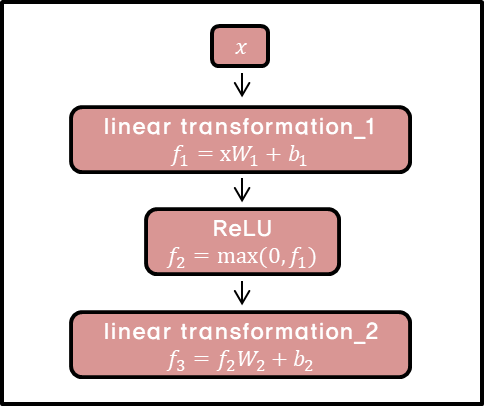 x
linear transformation_1
f₁ = xW₁ + b₁
ReLU
f₂ = max(0, f₁)
linear transformation_2
f₃ = f₂W₂ + b₂